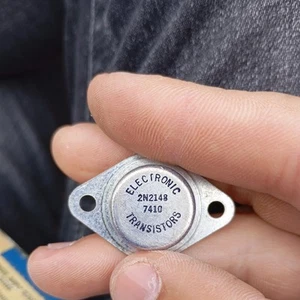 ELECTRONIC
2N2148
7410
TRANSISTORS